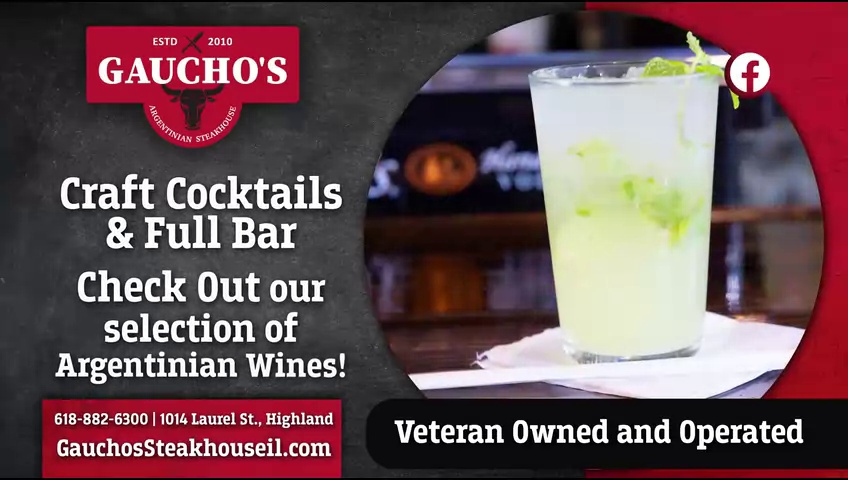 ESTD 2010
GAUCHO'S
ARGENTINIAN STEAKHOUSE
Craft Cocktails
& Full Bar
Check Out our
selection of
Argentinian Wines!
618-882-6300 | 1014 Laurel St., Highland
GauchosSteakhouseil.com
Veteran Owned and Operated